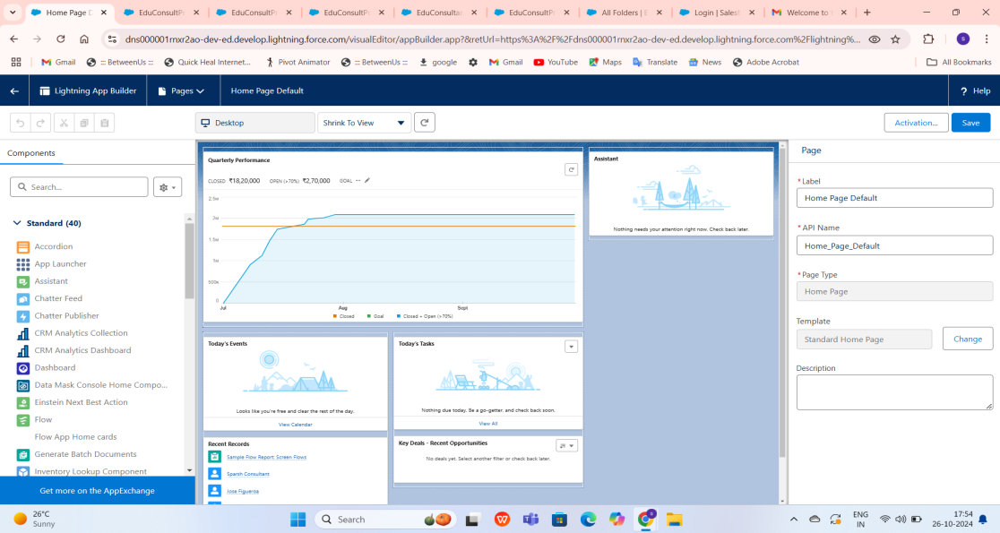 Home Page D
EduConsultP
EduConsultPr
EduConsultPr
EduConsultan
EduConsultPr
All Folders | E
Login | Sales
Welcome to
dns000001rnxr2ao-dev-ed.develop.lightning.force.com/visualEditor/appBuilder.app?&retUrl=https%3A%2F%2Fdns000001rnxr2ao-dev-ed.develop.lightning.force.com%2Flightning%...
S
Gmail
::: BetweenUs :::
Quick Heal Internet...
Pivot Animator
::: BetweenUs :::
google
Gmail
YouTube
Maps
Translate
News
Adobe Acrobat
All Bookmarks
Lightning App Builder
Pages
Home Page Default
? Help
Desktop
Shrink To View
Activation...
Save
Components
Search...
Standard (40)
Accordion
App Launcher
Assistant
Chatter Feed
Chatter Publisher
CRM Analytics Collection
CRM Analytics Dashboard
Dashboard
Data Mask Console Home Compo...
Einstein Next Best Action
Flow
Flow App Home cards
Generate Batch Documents
Inventory Lookup Component
Get more on the AppExchange
Quarterly Performance
CLOSED ₹18,20,000 OPEN (>70%) ₹2,70,000 GOAL --
2.5M
2M
1.5M
1M
500K
0
Jul Aug Sept
Closed Goal Closed + Open (>70%)
Assistant
Nothing needs your attention right now. Check back later.
Today's Events
Looks like you're free and clear the rest of the day.
View Calendar
Today's Tasks
Nothing due today. Be a go-getter, and check back soon.
View All
Recent Records
Sample Flow Report: Screen Flows
Spanish Consultant
Jose Figueroa
Key Deals - Recent Opportunities
No deals yet. Select another filter or check back later.
Page
*Label
Home Page Default
*API Name
Home_Page_Default
*Page Type
Home Page
Template
Standard Home Page
Change
Description
26°C
Sunny
Search
ENG
IN
17:54
26-10-2024